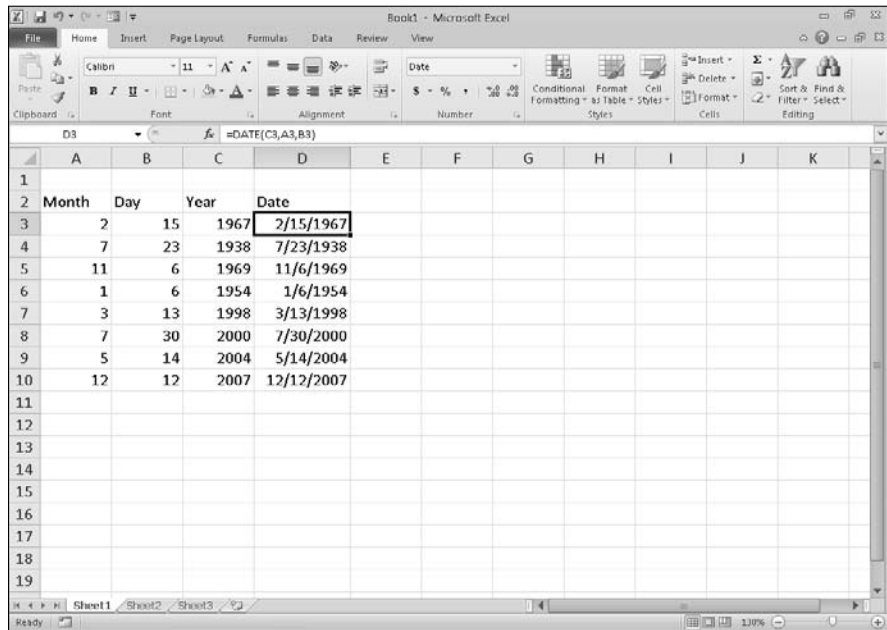 Book1 - Microsoft Excel
File Home Insert Page Layout Formulas Data Review View
Paste
Calibri 11 A A
B I U A
Date
$ % ,
Conditional Formatting Format as Table Cell Styles
Insert
Delete
Format
Σ
Sort & Filter Find & Select
Clipboard Font Alignment Number Styles Cells Editing
D3 fx =DATE(C3,A3,B3)
A B C D E F G H I J K
1
2 Month Day Year Date
3 2 15 1967 2/15/1967
4 7 23 1938 7/23/1938
5 11 6 1969 11/6/1969
6 1 6 1954 1/6/1954
7 3 13 1998 3/13/1998
8 7 30 2000 7/30/2000
9 5 14 2004 5/14/2004
10 12 12 2007 12/12/2007
11
12
13
14
15
16
17
18
19
Sheet1 Sheet2 Sheet3
Ready 130%